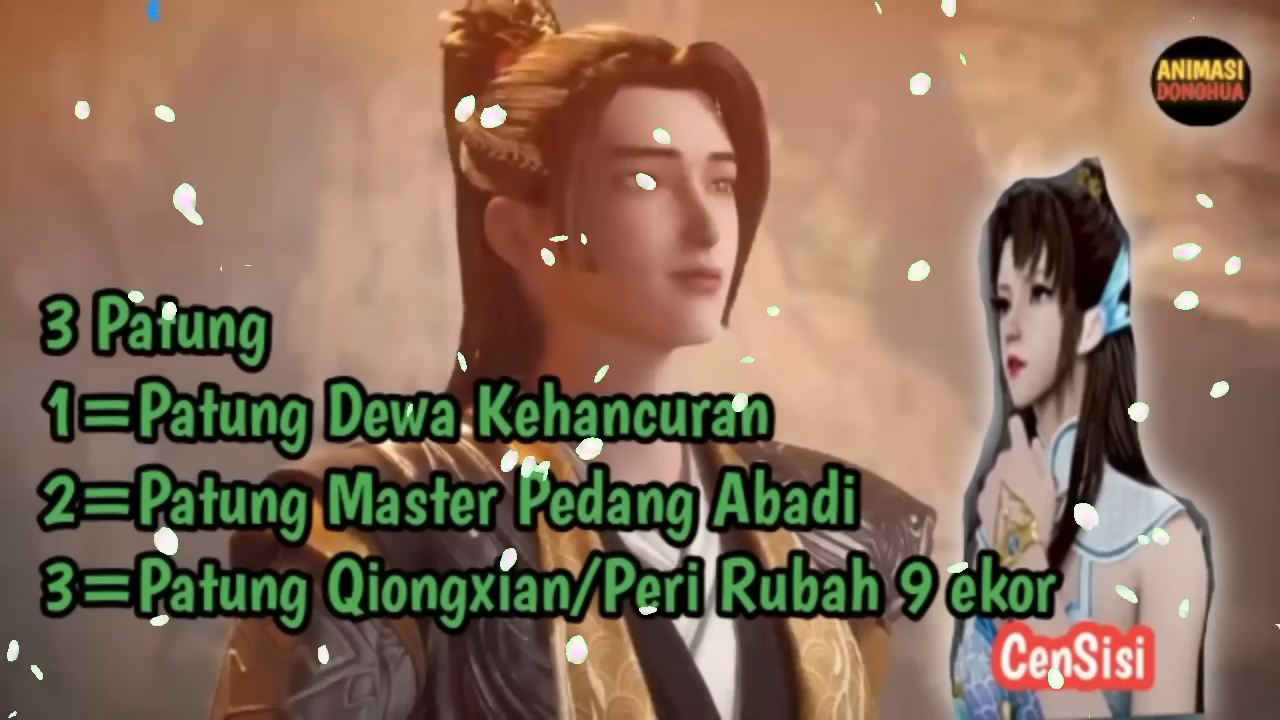 ANIMASI
DONGHUA
3 Patung
1=Patung Dewa Kehancuran
2=Patung Master Pedang Abadi
3=Patung Qiongxian/Peri Rubah 9 ekor
CenSisi